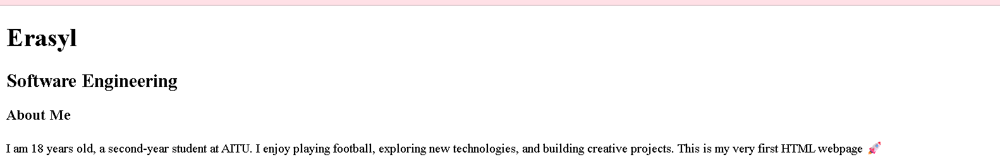 Erasyl
Software Engineering
About Me
I am 18 years old, a second-year student at AITU. I enjoy playing football, exploring new technologies, and building creative projects. This is my very first HTML webpage 🚀